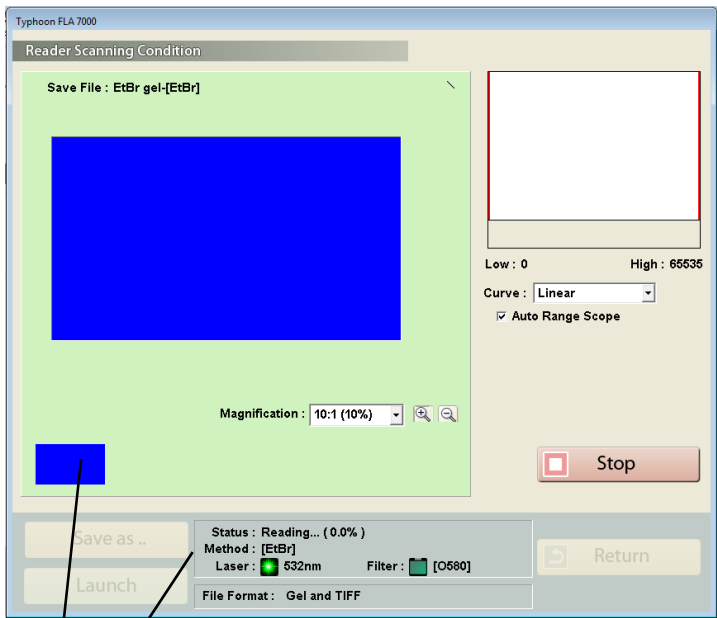 Typhoon FLA 7000
Reader Scanning Condition
Save File : EtBr gel-[EtBr]
Low : 0 High : 65535
Curve : Linear
Auto Range Scope
Magnification : 10:1 (10%)
Stop
Save as ..
Launch
Status : Reading... ( 0.0% )
Method : [EtBr]
Laser : 532nm Filter : [O580]
File Format : Gel and TIFF
Return